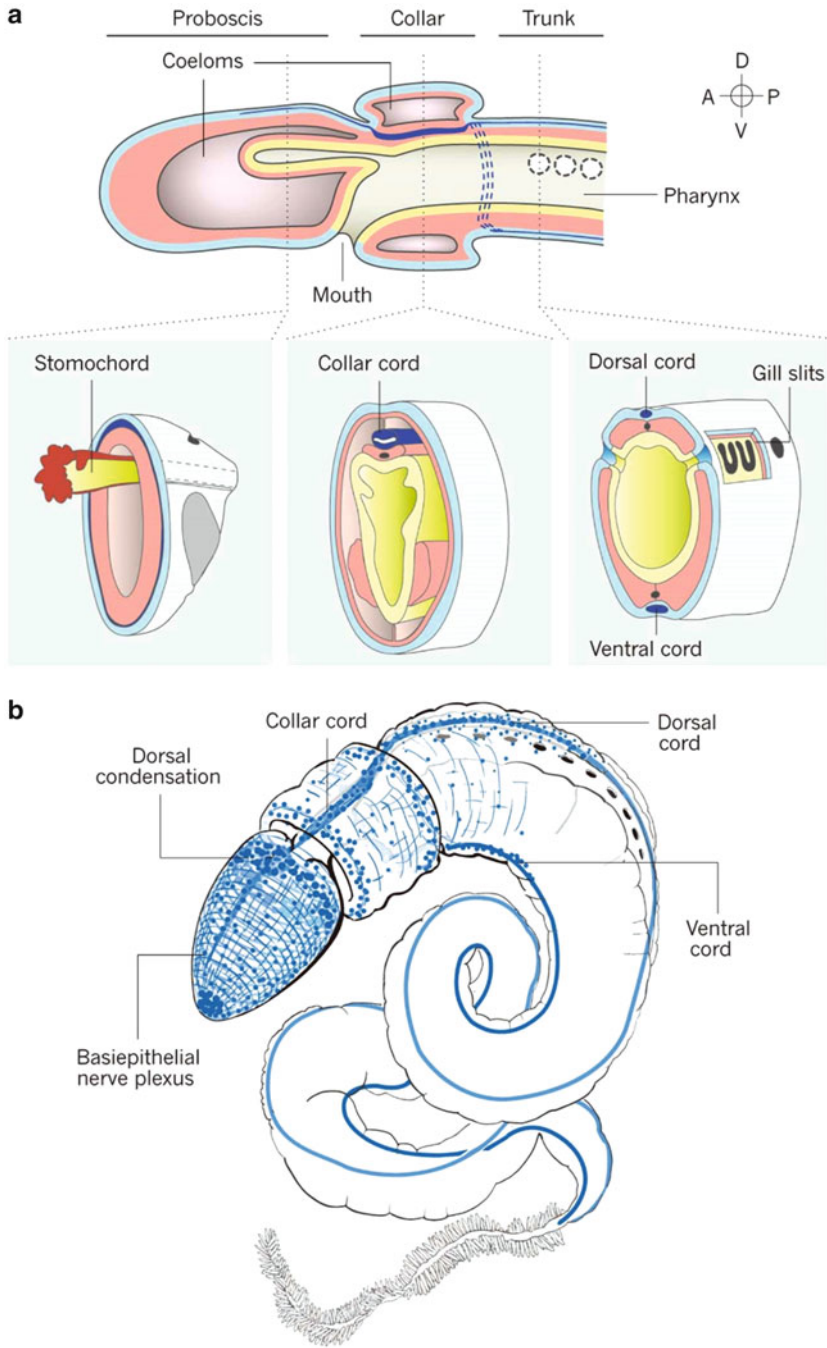 a
Proboscis Collar Trunk
Coeloms
D
A P
V
Pharynx
Mouth
Stomochord
Collar cord
Dorsal cord
Gill slits
Ventral cord
b
Collar cord
Dorsal
condensation
Dorsal
cord
Ventral
cord
Basiepithelial
nerve plexus